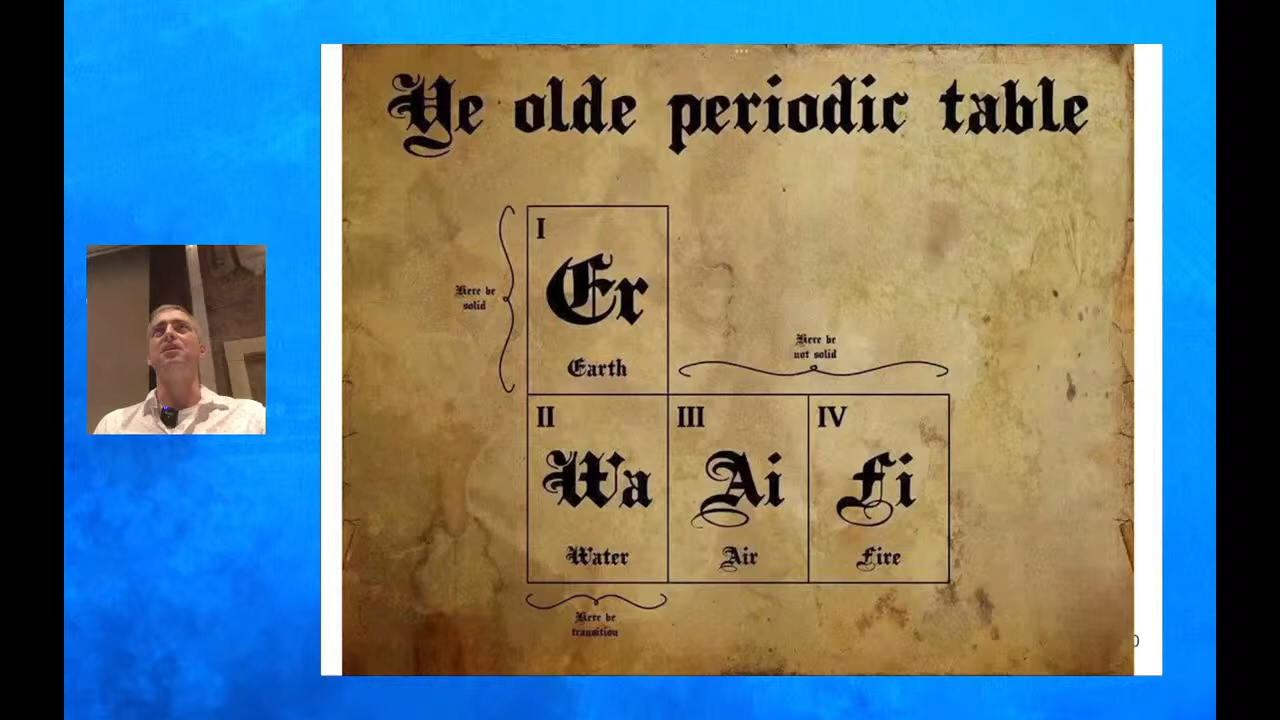 Ye olde periodic table
I
Er
Earth
Here be
solid
Here be
not solid
II
Wa
Water
III
Ai
Air
IV
Fi
Fire
Here be
transition